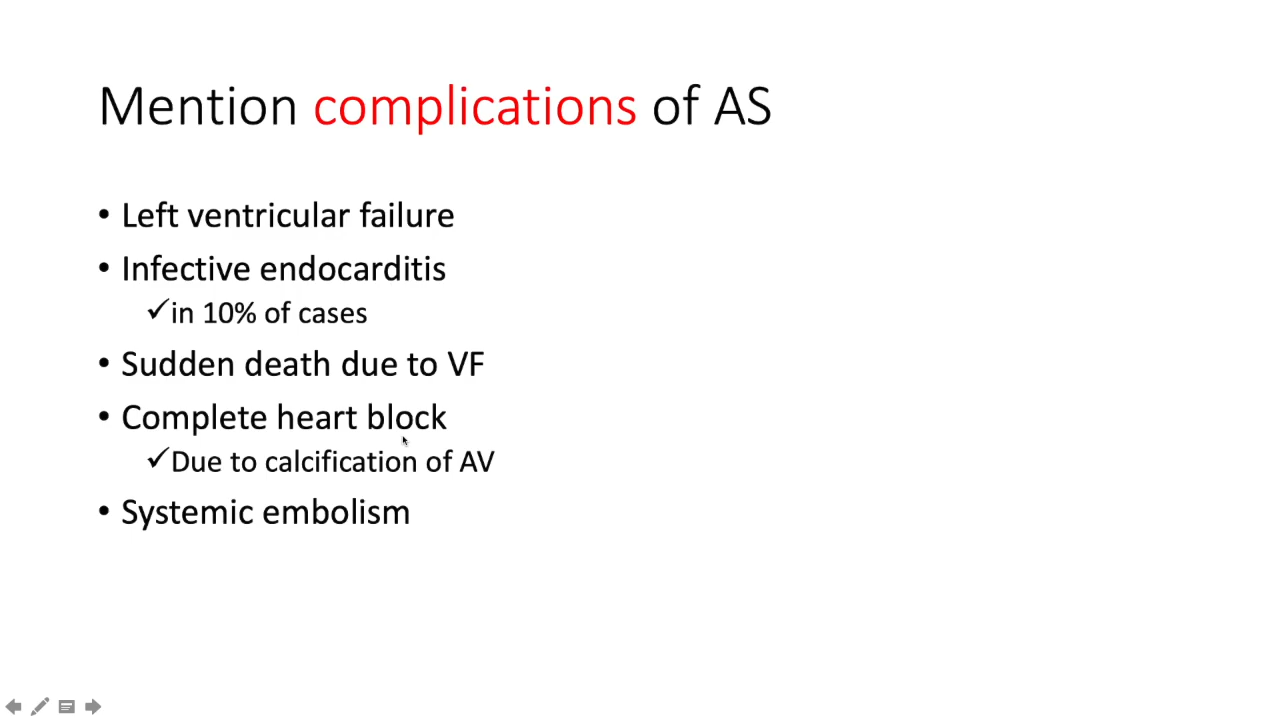 Mention complications of AS
• Left ventricular failure
• Infective endocarditis
✓in 10% of cases
• Sudden death due to VF
• Complete heart block
✓Due to calcification of AV
• Systemic embolism